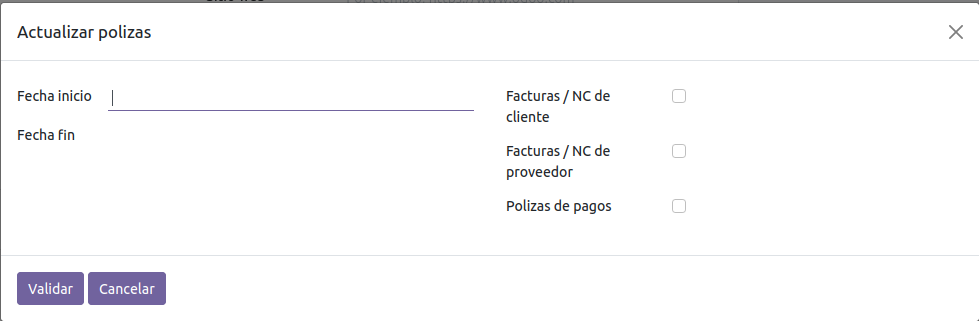 Actualizar polizas
Fecha inicio
Fecha fin
Facturas / NC de
cliente
Facturas / NC de
proveedor
Polizas de pagos
Validar
Cancelar